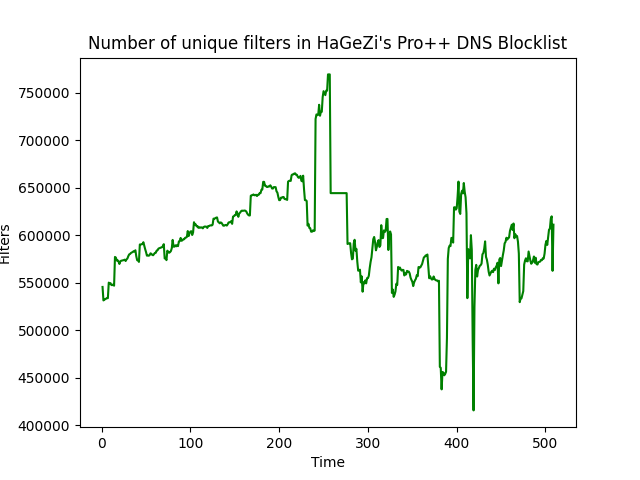 Number of unique filters in HaGeZi's Pro++ DNS Blocklist
Filters
750000
700000
650000
600000
550000
500000
450000
400000
0 100 200 300 400 500
Time